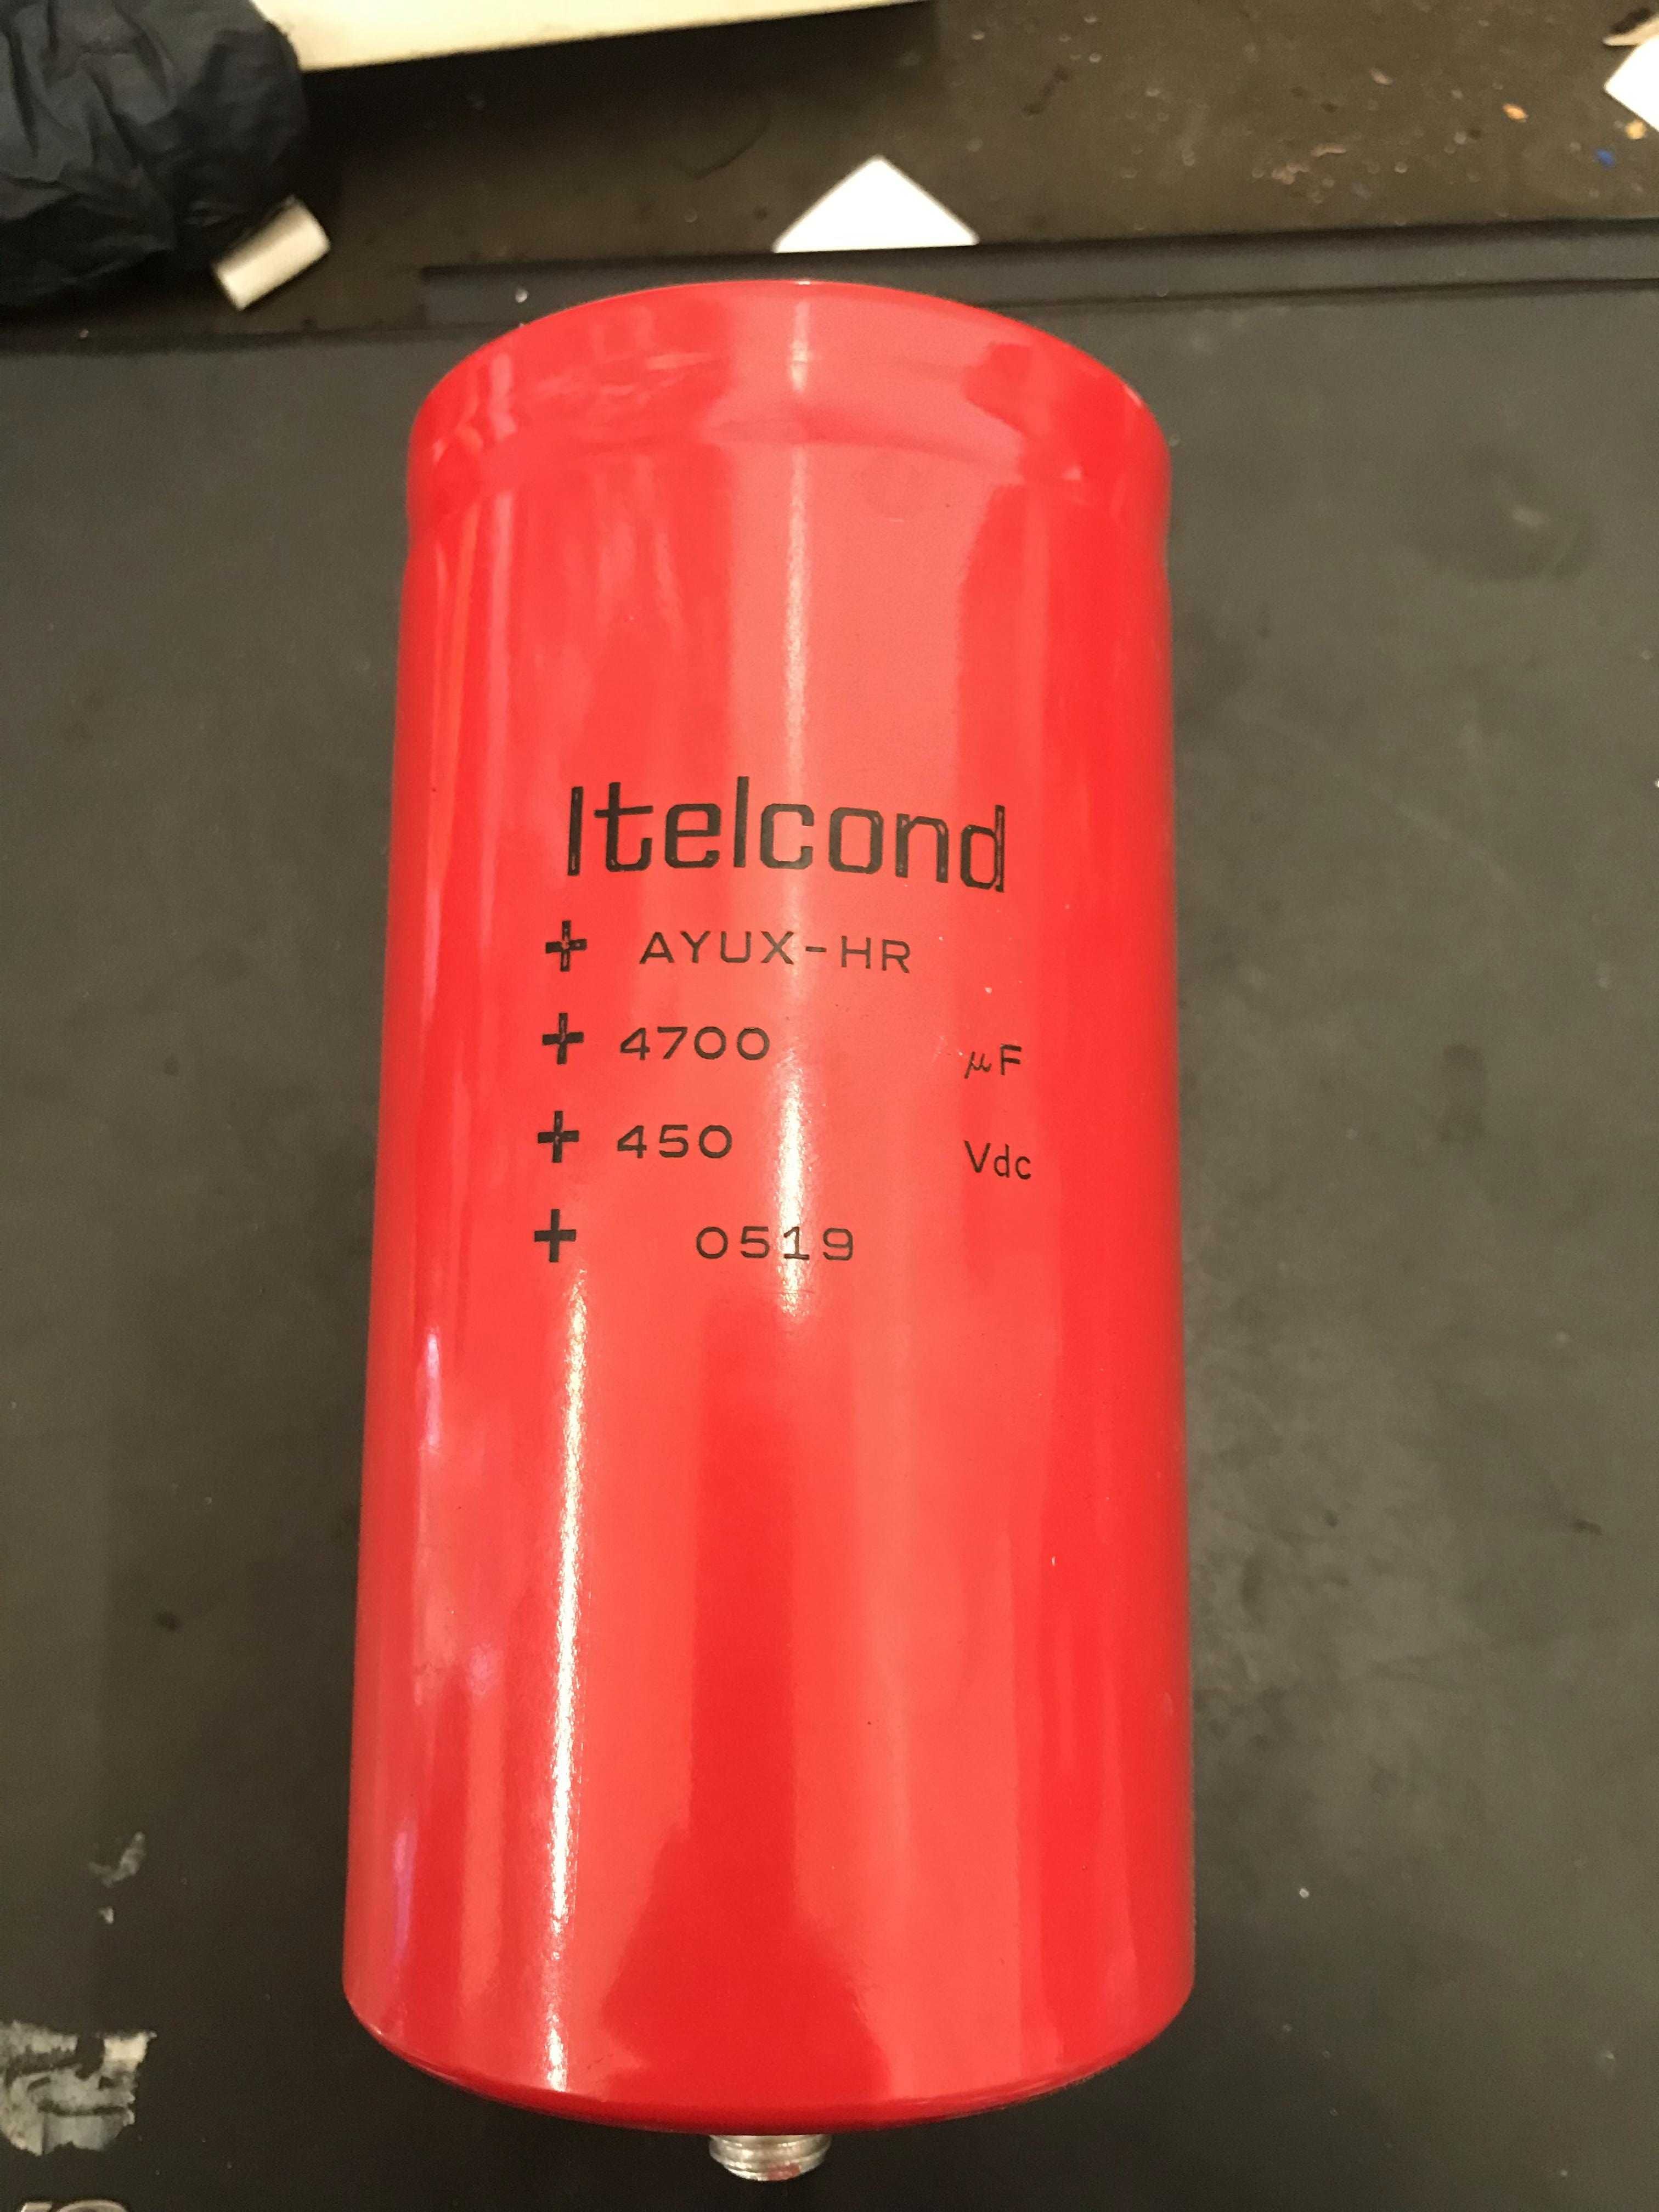 Itelcond
+ AYUX-HR
+ 4700 µF
+ 450 Vdc
+ 0519